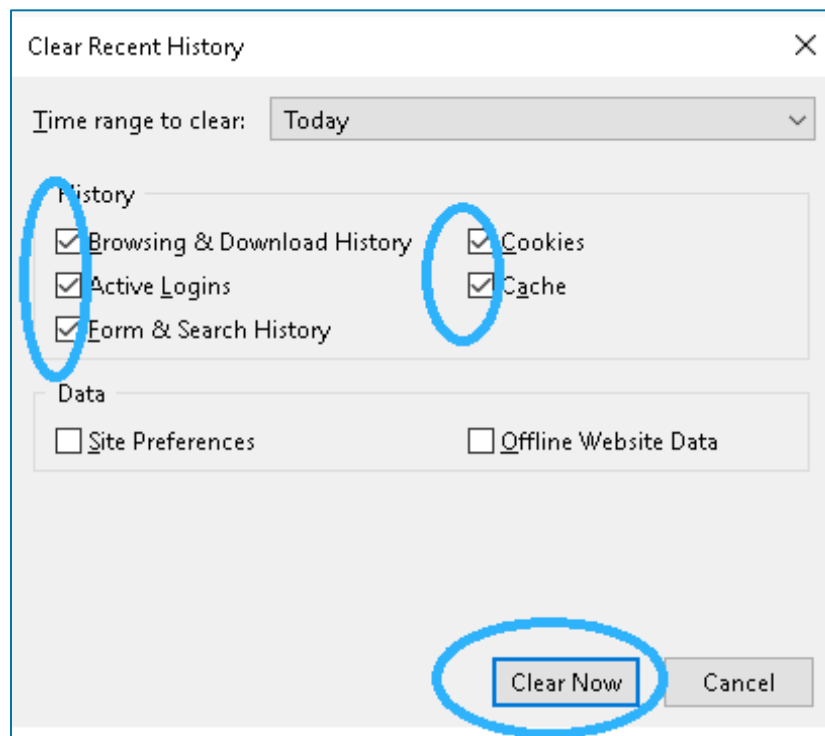 Clear Recent History
Time range to clear: Today
History
Browsing & Download History Cookies
Active Logins Cache
Form & Search History
Data
Site Preferences Offline Website Data
Clear Now Cancel